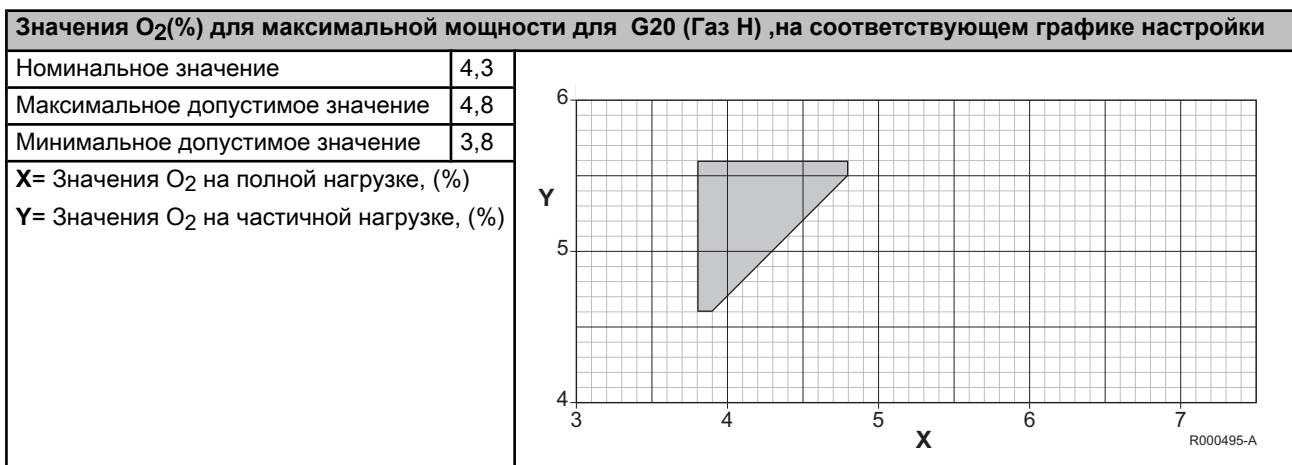 Значения O2(%) для максимальной мощности для G20 (Газ H) ,на соответствующем графике настройки
Номинальное значение 4,3
Максимальное допустимое значение 4,8
Минимальное допустимое значение 3,8
X= Значения O2 на полной нагрузке, (%)
Y= Значения O2 на частичной нагрузке, (%)
6
Y
5
4
3 4 5 6 7
X
R000495-A